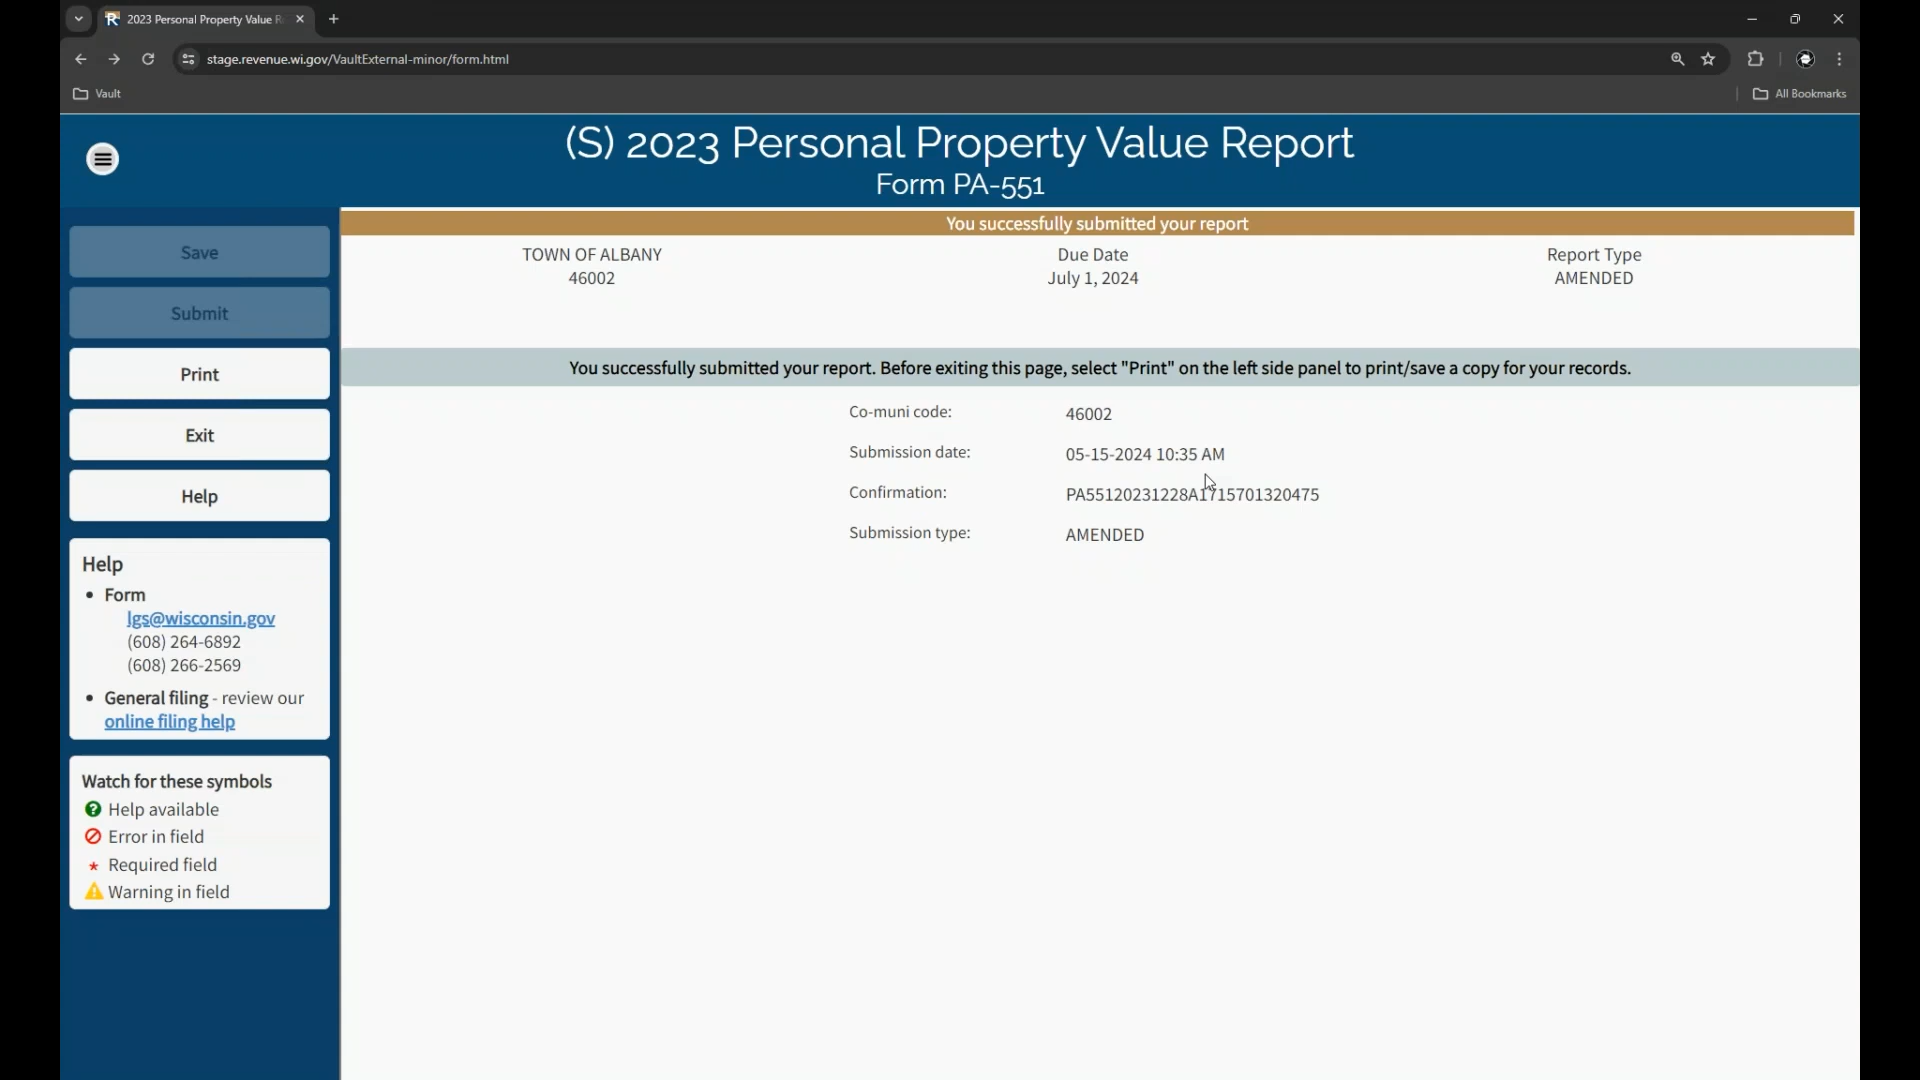 2023 Personal Property Value R
stage.revenue.wi.gov/VaultExternal-minor/form.html
Vault
All Bookmarks
(S) 2023 Personal Property Value Report
Form PA-551
Save
Submit
Print
Exit
Help
Help
• Form
lgs@wisconsin.gov
(608) 264-6892
(608) 266-2569
• General filing - review our
online filing help
Watch for these symbols
Help available
Error in field
* Required field
Warning in field
You successfully submitted your report
TOWN OF ALBANY
46002
Due Date
July 1, 2024
Report Type
AMENDED
You successfully submitted your report. Before exiting this page, select "Print" on the left side panel to print/save a copy for your records.
Co-muni code: 46002
Submission date: 05-15-2024 10:35 AM
Confirmation: PA55120231228A1715701320475
Submission type: AMENDED